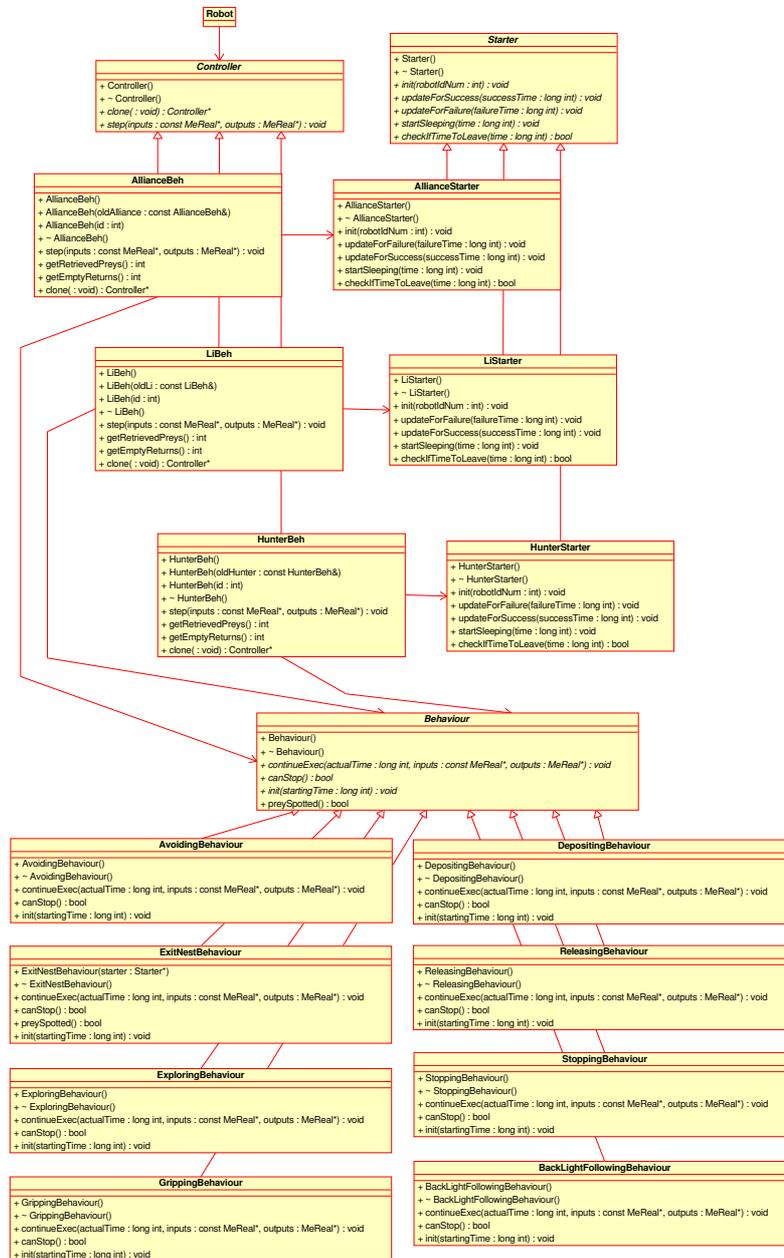 Robot
Controller
+ Controller()
+ ~ Controller()
+ clone( : void) : Controller*
+ step(inputs : const MeReal*, outputs : MeReal*) : void
Starter
+ Starter()
+ ~ Starter()
+ init(robotIdNum : int) : void
+ updateForSuccess(successTime : long int) : void
+ updateForFailure(failureTime : long int) : void
+ startSleeping(time : long int) : void
+ checkIfTimeToLeave(time : long int) : bool
AllianceBeh
+ AllianceBeh()
+ AllianceBeh(oldAlliance : const AllianceBeh&)
+ AllianceBeh(id : int)
+ ~ AllianceBeh()
+ step(inputs : const MeReal*, outputs : MeReal*) : void
+ getRetrievedPreys() : int
+ getEmptyReturns() : int
+ clone( : void) : Controller*
AllianceStarter
+ AllianceStarter()
+ ~ AllianceStarter()
+ init(robotIdNum : int) : void
+ updateForFailure(failureTime : long int) : void
+ updateForSuccess(successTime : long int) : void
+ startSleeping(time : long int) : void
+ checkIfTimeToLeave(time : long int) : bool
LiBeh
+ LiBeh()
+ LiBeh(oldLi : const LiBeh&)
+ LiBeh(id : int)
+ ~ LiBeh()
+ step(inputs : const MeReal*, outputs : MeReal*) : void
+ getRetrievedPreys() : int
+ getEmptyReturns() : int
+ clone( : void) : Controller*
LiStarter
+ LiStarter()
+ ~ LiStarter()
+ init(robotIdNum : int) : void
+ updateForFailure(failureTime : long int) : void
+ updateForSuccess(successTime : long int) : void
+ startSleeping(time : long int) : void
+ checkIfTimeToLeave(time : long int) : bool
HunterBeh
+ HunterBeh()
+ HunterBeh(oldHunter : const HunterBeh&)
+ HunterBeh(id : int)
+ ~ HunterBeh()
+ step(inputs : const MeReal*, outputs : MeReal*) : void
+ getRetrievedPreys() : int
+ getEmptyReturns() : int
+ clone( : void) : Controller*
HunterStarter
+ HunterStarter()
+ ~ HunterStarter()
+ init(robotIdNum : int) : void
+ updateForFailure(failureTime : long int) : void
+ updateForSuccess(successTime : long int) : void
+ startSleeping(time : long int) : void
+ checkIfTimeToLeave(time : long int) : bool
Behaviour
+ Behaviour()
+ ~ Behaviour()
+ continueExec(actualTime : long int, inputs : const MeReal*, outputs : MeReal*) : void
+ canStop() : bool
+ init(startingTime : long int) : void
+ preySpotted() : bool
AvoidingBehaviour
+ AvoidingBehaviour()
+ ~ AvoidingBehaviour()
+ continueExec(actualTime : long int, inputs : const MeReal*, outputs : MeReal*) : void
+ canStop() : bool
+ init(startingTime : long int) : void
DepositingBehaviour
+ DepositingBehaviour()
+ ~ DepositingBehaviour()
+ continueExec(actualTime : long int, inputs : const MeReal*, outputs : MeReal*) : void
+ canStop() : bool
+ init(startingTime : long int) : void
ExitNestBehaviour
+ ExitNestBehaviour(starter : Starter*)
+ ~ ExitNestBehaviour()
+ continueExec(actualTime : long int, inputs : const MeReal*, outputs : MeReal*) : void
+ canStop() : bool
+ preySpotted() : bool
+ init(startingTime : long int) : void
ReleasingBehaviour
+ ReleasingBehaviour()
+ ~ ReleasingBehaviour()
+ continueExec(actualTime : long int, inputs : const MeReal*, outputs : MeReal*) : void
+ canStop() : bool
+ init(startingTime : long int) : void
ExploringBehaviour
+ ExploringBehaviour()
+ ~ ExploringBehaviour()
+ continueExec(actualTime : long int, inputs : const MeReal*, outputs : MeReal*) : void
+ canStop() : bool
+ init(startingTime : long int) : void
StoppingBehaviour
+ StoppingBehaviour()
+ ~ StoppingBehaviour()
+ continueExec(actualTime : long int, inputs : const MeReal*, outputs : MeReal*) : void
+ canStop() : bool
+ init(startingTime : long int) : void
GrippingBehaviour
+ GrippingBehaviour()
+ ~ GrippingBehaviour()
+ continueExec(actualTime : long int, inputs : const MeReal*, outputs : MeReal*) : void
+ canStop() : bool
+ init(startingTime : long int) : void
BackLightFollowingBehaviour
+ BackLightFollowingBehaviour()
+ ~ BackLightFollowingBehaviour()
+ continueExec(actualTime : long int, inputs : const MeReal*, outputs : MeReal*) : void
+ canStop() : bool
+ init(startingTime : long int) : void